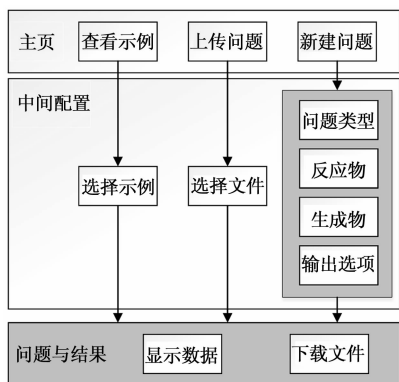 主页 查看示例 上传问题 新建问题
中间配置
问题类型
反应物
选择示例 选择文件
生成物
输出选项
问题与结果 显示数据 下载文件